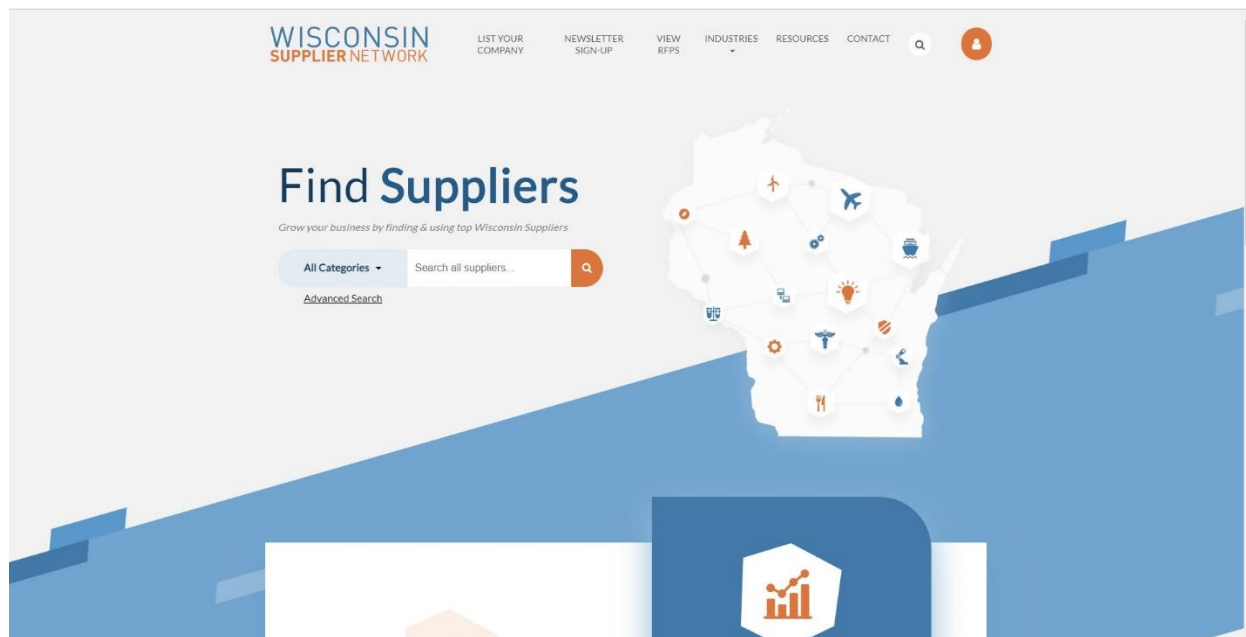 WISCONSIN
SUPPLIER NETWORK
LIST YOUR
COMPANY
NEWSLETTER
SIGN-UP
VIEW
RFPS
INDUSTRIES
RESOURCES
CONTACT
Find Suppliers
Grow your business by finding & using top Wisconsin Suppliers
All Categories
Search all suppliers...
Advanced Search